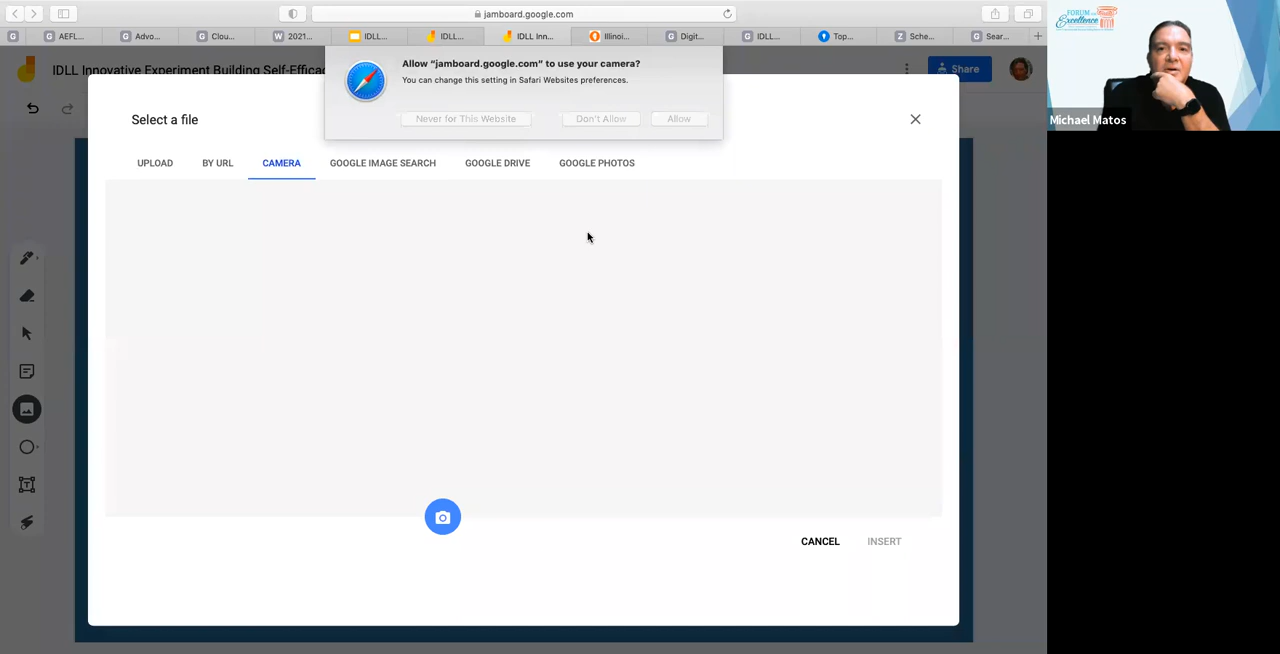 jamboard.google.com
AEFL...
Advo...
Clou...
2021...
IDLL...
IDLL...
IDLL Inn...
Illinoi...
Digit...
IDLL...
Top...
Sche...
Sear...
IDLL Innovative Experiment Building Self-Effica
Share
Allow “jamboard.google.com” to use your camera?
You can change this setting in Safari Websites preferences.
Never for This Website
Don't Allow
Allow
Select a file
UPLOAD
BY URL
CAMERA
GOOGLE IMAGE SEARCH
GOOGLE DRIVE
GOOGLE PHOTOS
CANCEL
INSERT
FORUM
Excellence
Michael Matos